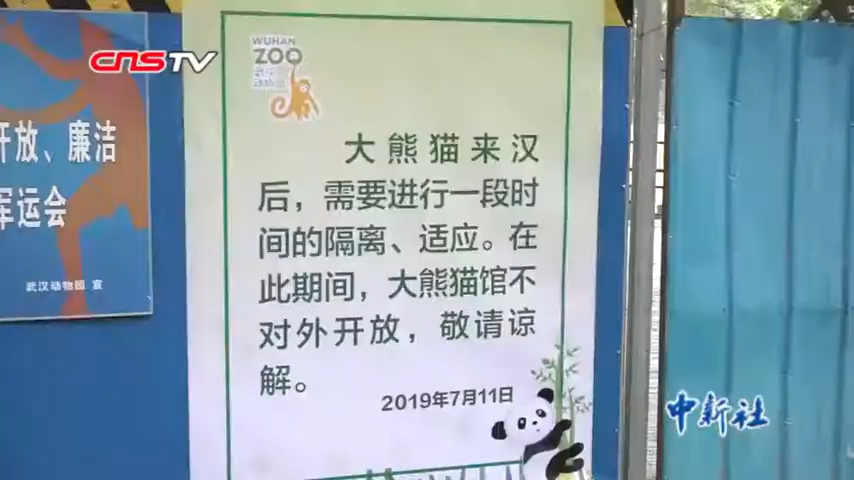 CNSTV
WUHAN
ZOO
开放、廉洁
军运会
武汉动物园 宣
大熊猫来汉
后，需要进行一段时
间的隔离、适应。在
此期间，大熊猫馆不
对外开放，敬请谅
解。
2019年7月11日
中新社